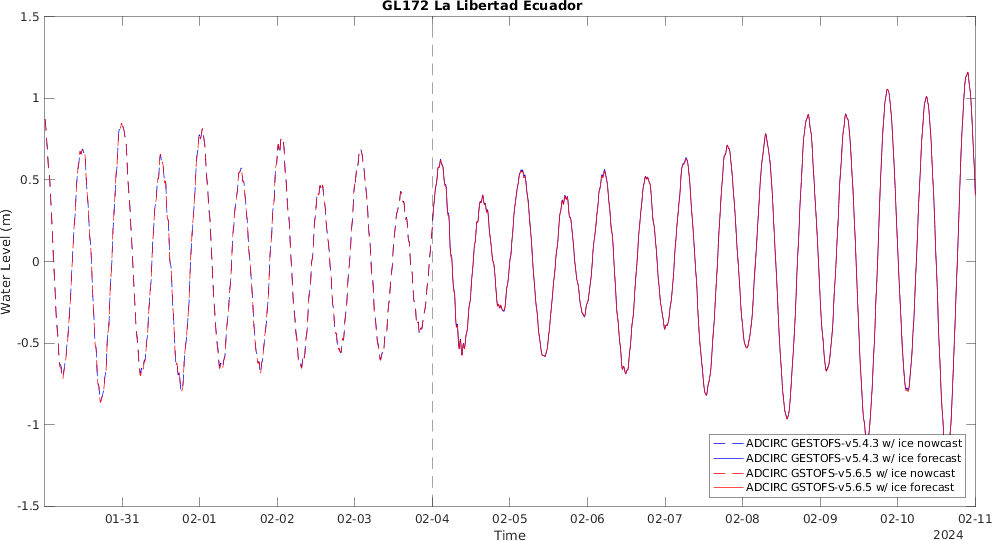 GL172 La Libertad Ecuador
1.5
1
0.5
0
-0.5
-1
-1.5
Water Level (m)
ADCIRC GESTOFS-v5.4.3 w/ ice nowcast
ADCIRC GESTOFS-v5.4.3 w/ ice forecast
ADCIRC GSTOFS-v5.6.5 w/ ice nowcast
ADCIRC GSTOFS-v5.6.5 w/ ice forecast
01-31 02-01 02-02 02-03 02-04 02-05 02-06 02-07 02-08 02-09 02-10 02-11
Time 2024